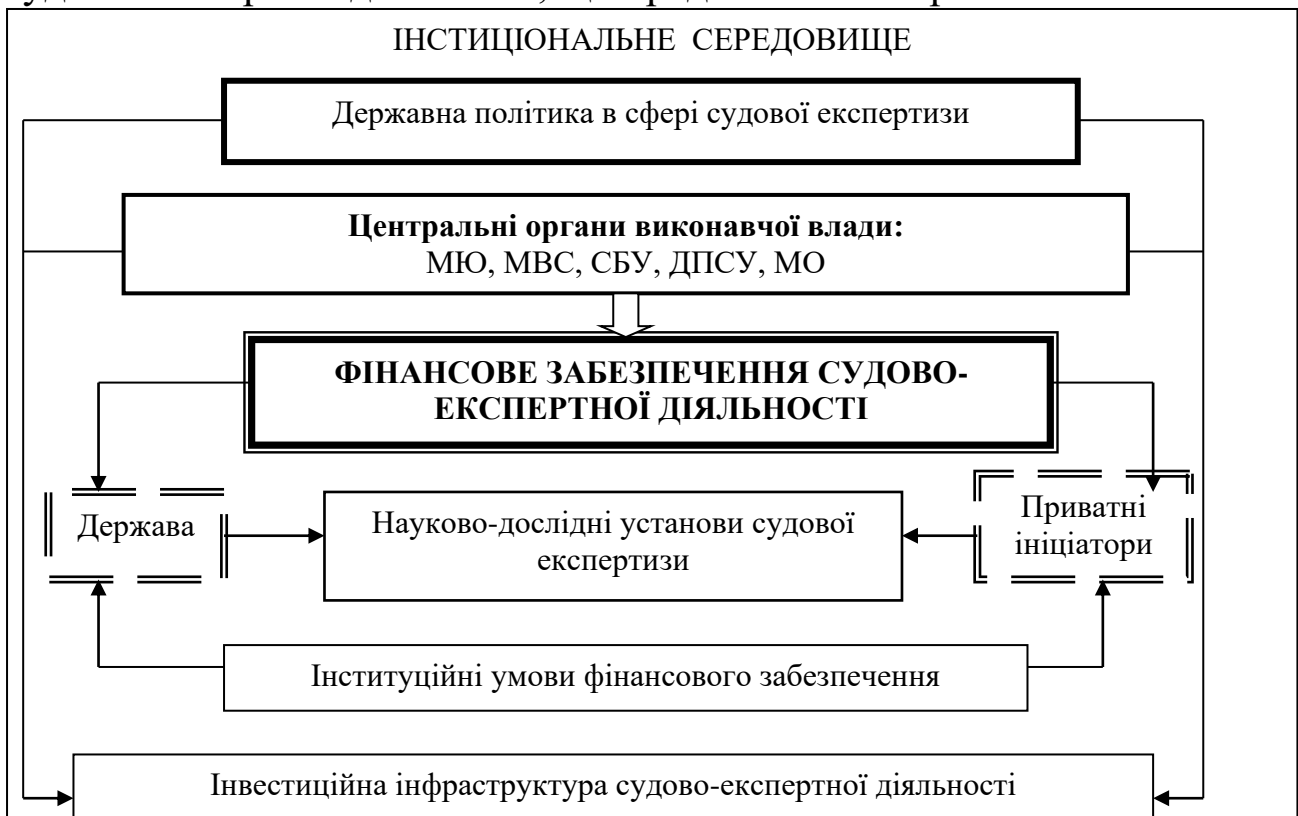 ІНСТИЦІОНАЛЬНЕ СЕРЕДОВИЩЕ
Державна політика в сфері судової експертизи
Центральні органи виконавчої влади:
МЮ, МВС, СБУ, ДПСУ, МО
ФІНАНСОВЕ ЗАБЕЗПЕЧЕННЯ СУДОВО-
ЕКСПЕРТНОЇ ДІЯЛЬНОСТІ
Держава
Науково-дослідні установи судової
експертизи
Приватні
ініціатори
Інституційні умови фінансового забезпечення
Інвестиційна інфраструктура судово-експертної діяльності